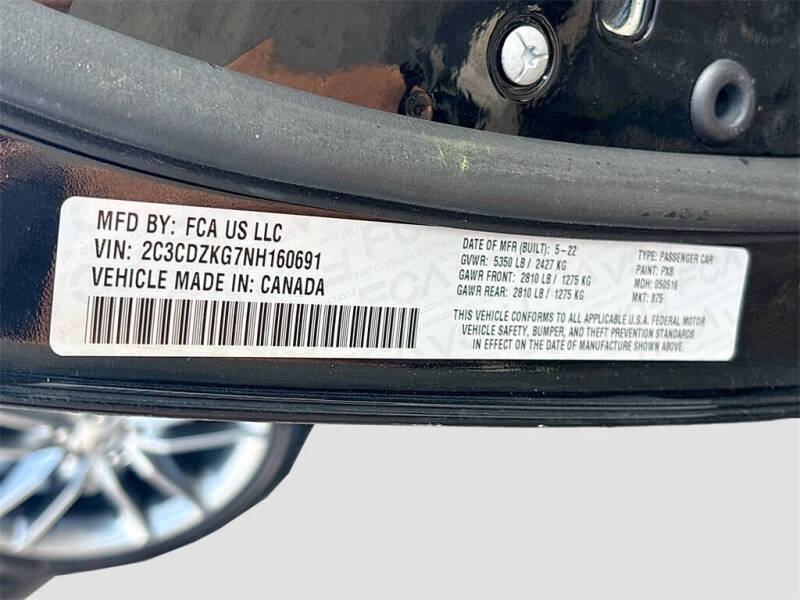 MFD BY: FCA US LLC
VIN: 2C3CDZKG7NH160691
VEHICLE MADE IN: CANADA
DATE OF MFR (BUILT): 5-22
GVWR: 5350 LB / 2427 KG
GAWR FRONT: 2810 LB / 1275 KG
GAWR REAR: 2810 LB / 1275 KG
TYPE: PASSENGER CAR
PAINT: PX8
MDH: 050516
MKT: 875
THIS VEHICLE CONFORMS TO ALL APPLICABLE U.S.A. FEDERAL MOTOR
VEHICLE SAFETY, BUMPER, AND THEFT PREVENTION STANDARDS
IN EFFECT ON THE DATE OF MANUFACTURE SHOWN ABOVE.